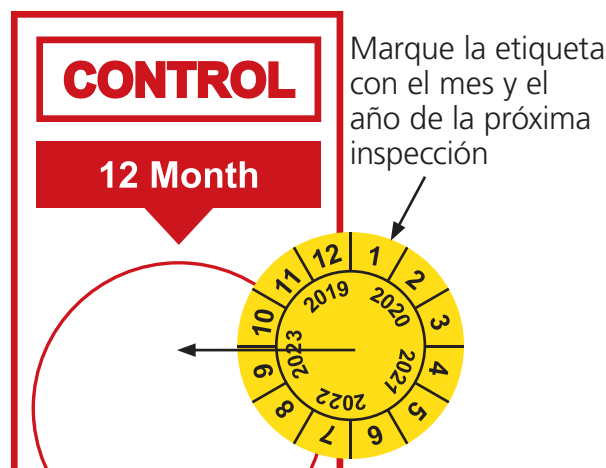 CONTROL
12 Month
Marque la etiqueta
con el mes y el
año de la próxima
inspección
1
2
3
4
5
6
7
8
9
10
11
12
2019
2020
2021
2022
2023